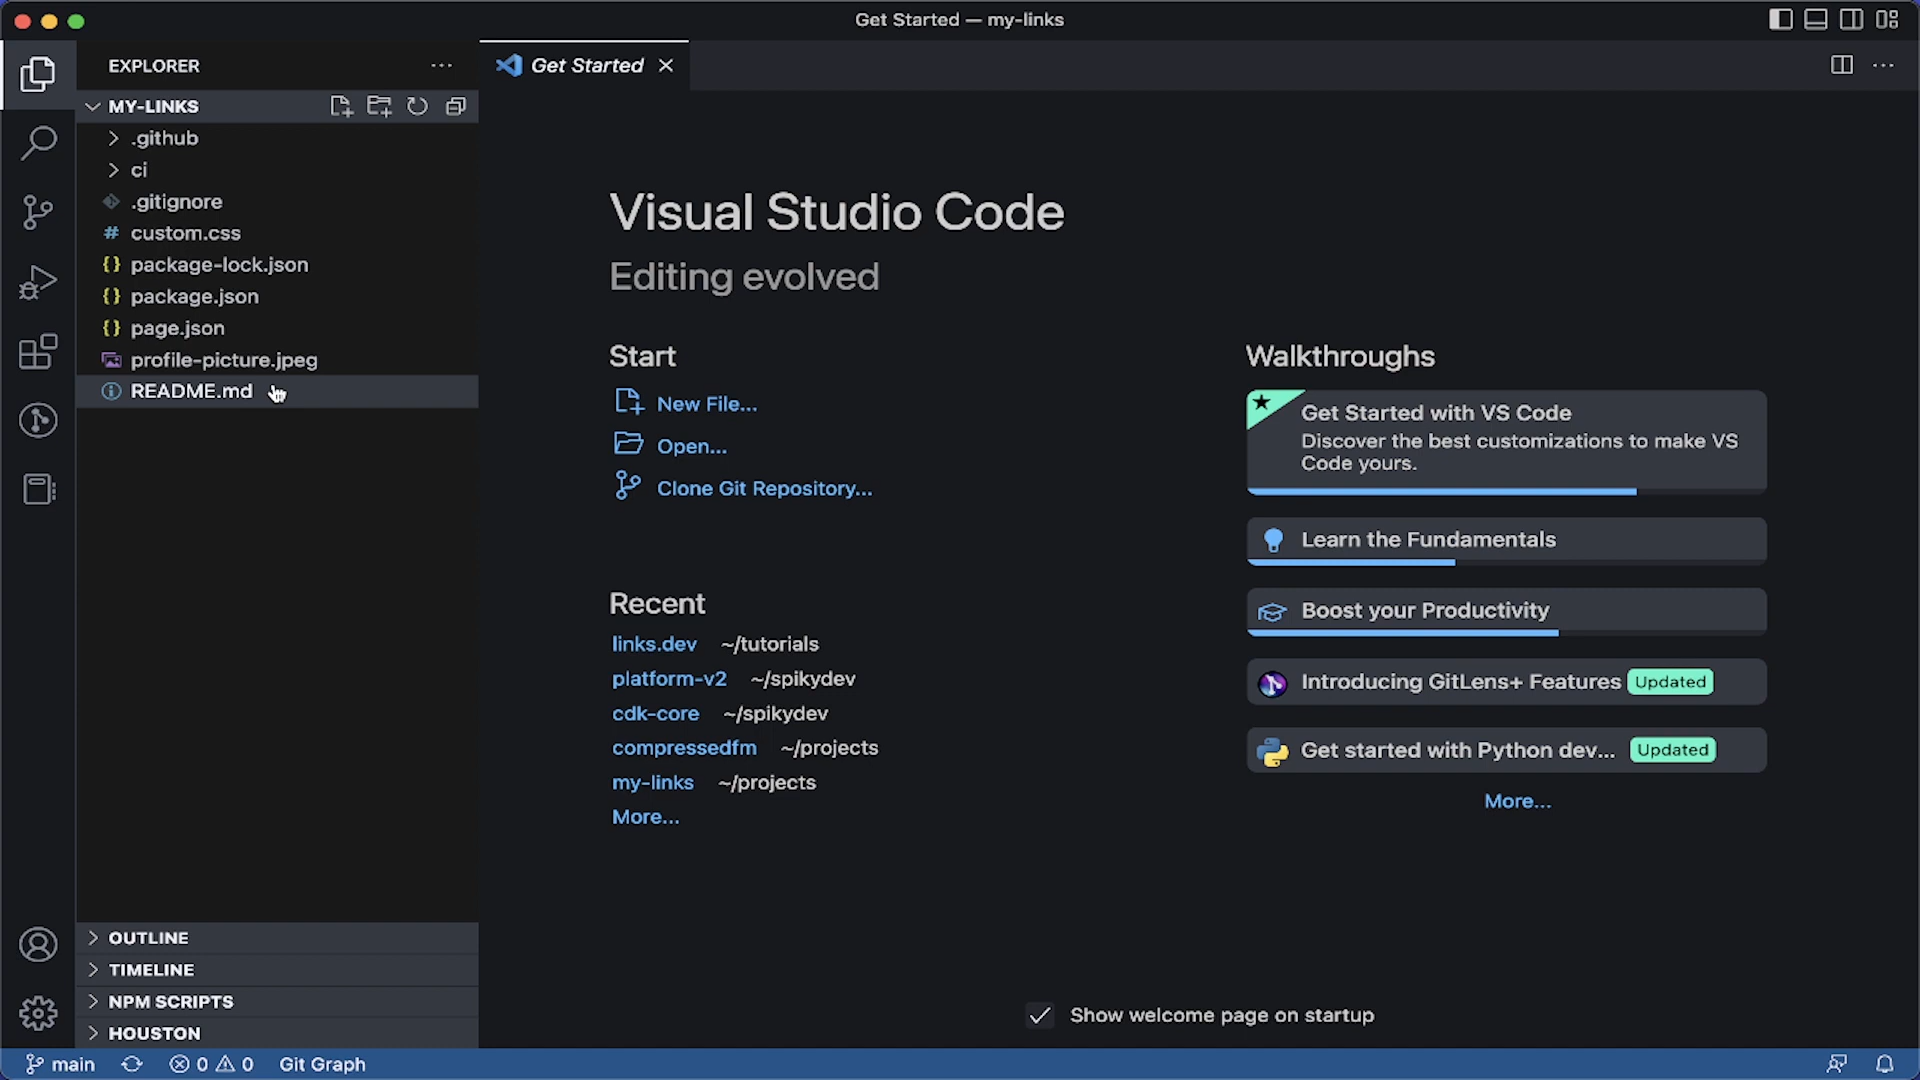 Get Started — my-links
EXPLORER
Get Started
MY-LINKS
.github
ci
.gitignore
custom.css
package-lock.json
package.json
page.json
profile-picture.jpeg
README.md
OUTLINE
TIMELINE
NPM SCRIPTS
HOUSTON
Visual Studio Code
Editing evolved
Start
New File...
Open...
Clone Git Repository...
Recent
links.dev ~/tutorials
platform-v2 ~/spikydev
cdk-core ~/spikydev
compressedfm ~/projects
my-links ~/projects
More...
Walkthroughs
Get Started with VS Code
Discover the best customizations to make VS
Code yours.
Learn the Fundamentals
Boost your Productivity
Introducing GitLens+ Features Updated
Get started with Python dev... Updated
More...
Show welcome page on startup
main 0 0 Git Graph